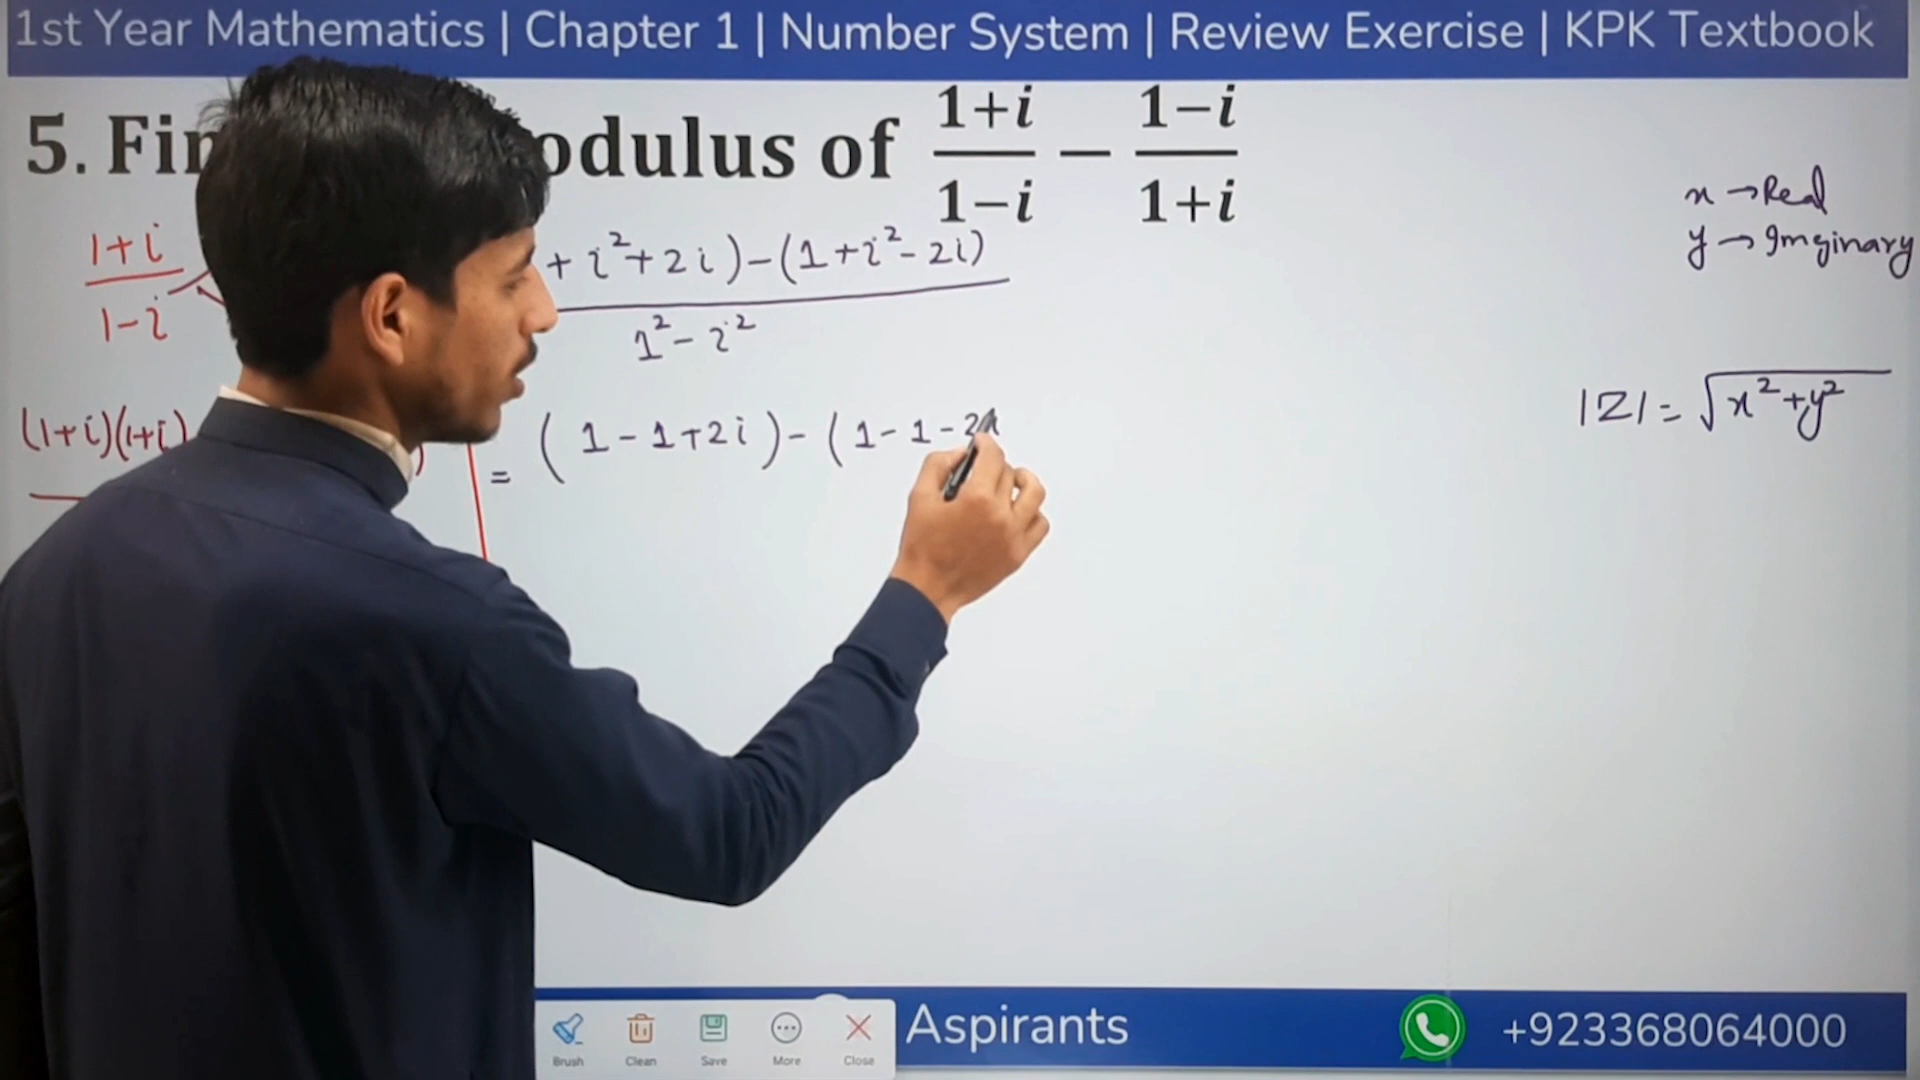 1st Year Mathematics | Chapter 1 | Number System | Review Exercise | KPK Textbook
5. Fin odulus of (1+i)/(1−i) − (1−i)/(1+i)
x → Real
y → Imginary
1+i
1-i
+ i²+2i)-(1+i²-2i)
1²- i²
(1+i)(1+i)
= (1-1+2i)-(1-1-2i
|Z| = √x²+y²
Brush Clean Save More Close
Aspirants
+923368064000